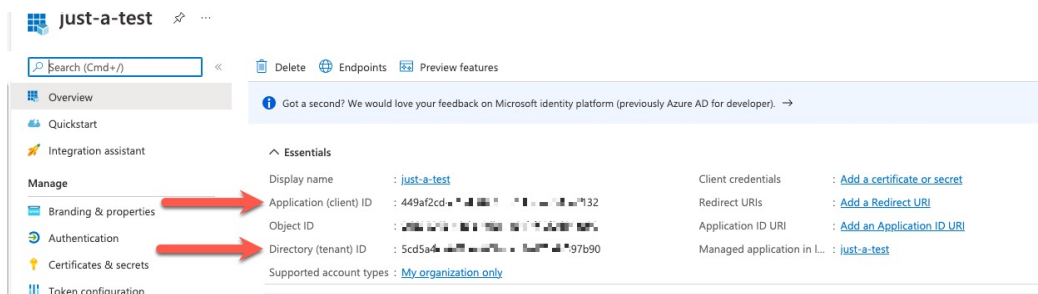 just-a-test
Search (Cmd+/)
Overview
Quickstart
Integration assistant
Manage
Branding & properties
Authentication
Certificates & secrets
Token configuration
Delete Endpoints Preview features
Got a second? We would love your feedback on Microsoft identity platform (previously Azure AD for developer). →
Essentials
Display name : just-a-test
Application (client) ID : 449af2cd- 132
Object ID :
Directory (tenant) ID : 5cd5a4 97b90
Supported account types : My organization only
Client credentials : Add a certificate or secret
Redirect URIs : Add a Redirect URI
Application ID URI : Add an Application ID URI
Managed application in l... : just-a-test